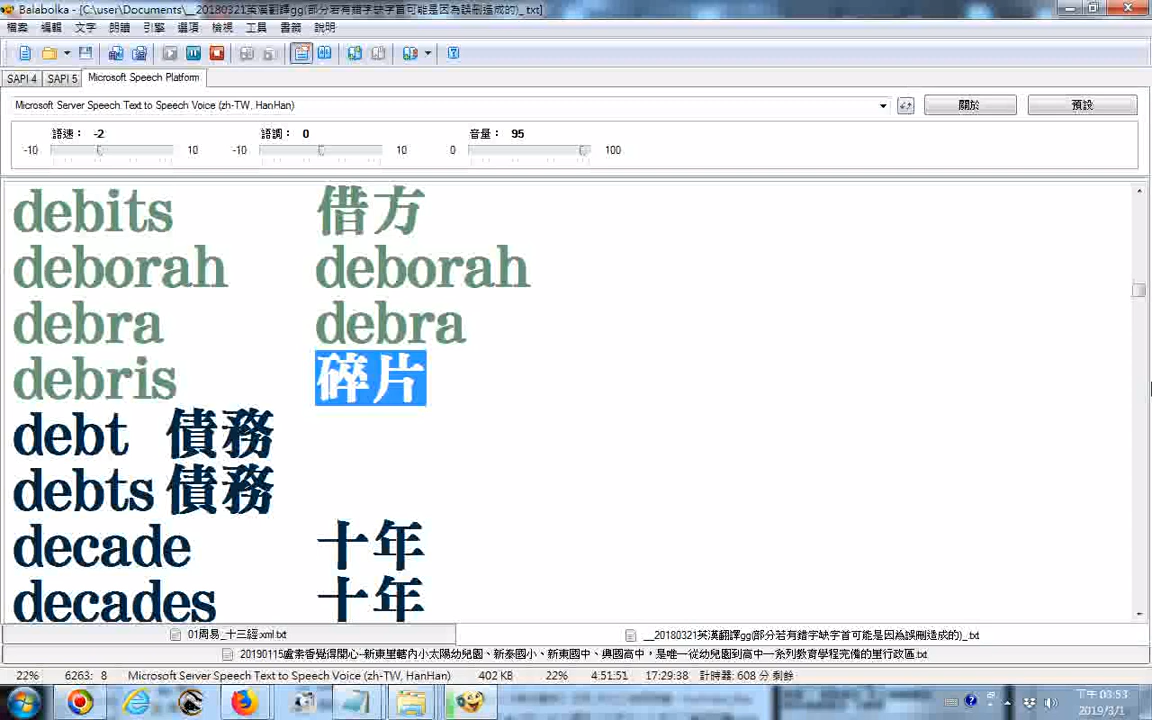 Balabolka - [C:\user\Documents\__20180321英漢翻譯gg(部分若有錯字缺字首可能是因為誤刪造成的)_.txt]
檔案 編輯 文字 朗讀 引擎 選項 檢視 工具 書籤 說明
SAPI 4 SAPI 5 Microsoft Speech Platform
Microsoft Server Speech Text to Speech Voice (zh-TW, HanHan) 關於 預設
語速： -2 語調： 0 音量： 95
-10 10 -10 10 0 100
debits 借方
deborah deborah
debra debra
debris 碎片
debt 債務
debts 債務
decade 十年
decades 十年
01周易_十三經.xml.txt __20180321英漢翻譯gg(部分若有錯字缺字首可能是因為誤刪造成的)_.txt
20190115盧素香覺得開心-新東里轄內小太陽幼兒園、新泰國小、新東國中、興國高中，是唯一從幼兒園到高中一系列教育學程完備的里行政區.txt
22% 6263: 8 Microsoft Server Speech Text to Speech Voice (zh-TW, HanHan) 402 KB 22% 4:51:51 17:29:38 計時器: 608 分 剩餘
下午 03:53
2019/3/1